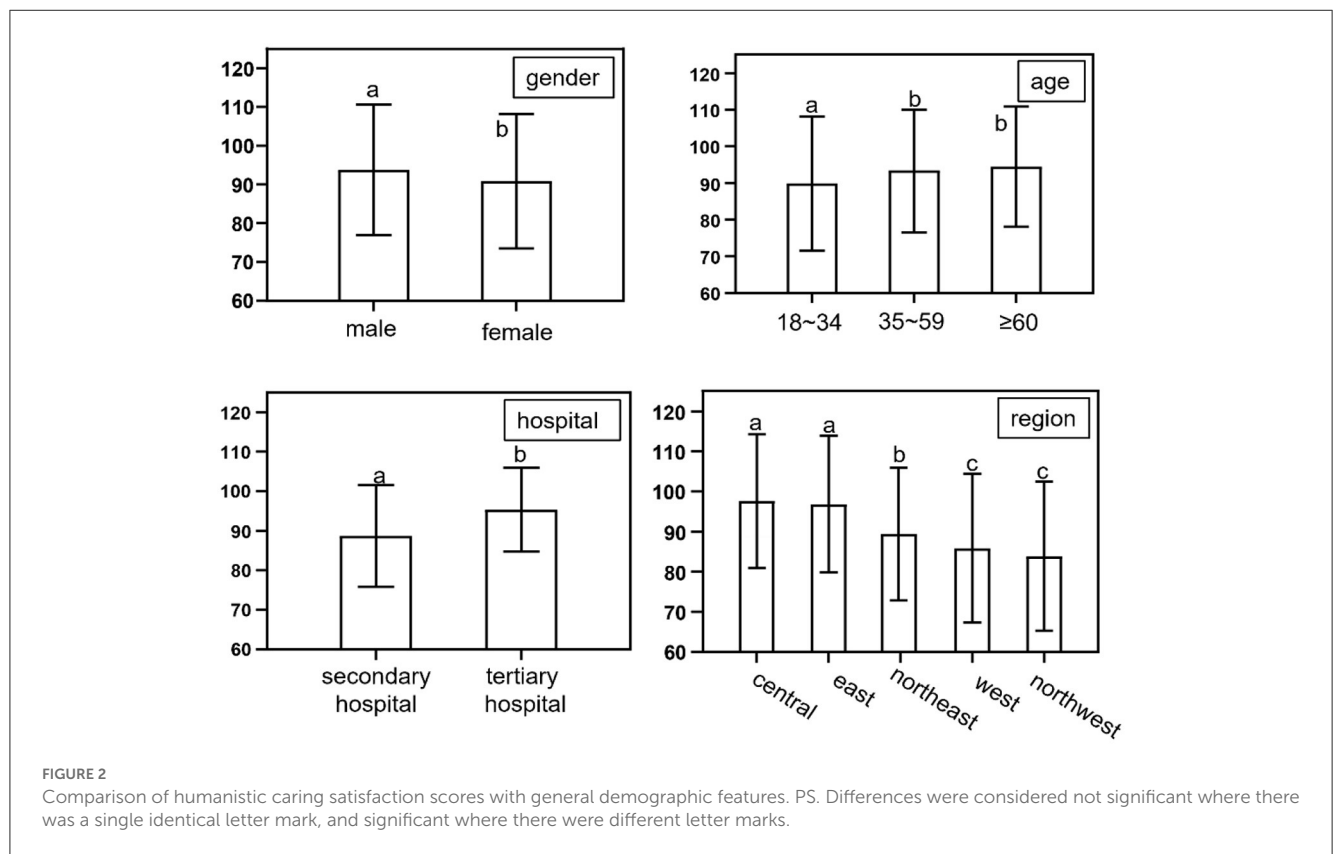 gender
120
110
100
90
80
70
60
a
b
male
female
age
120
110
100
90
80
70
60
a
b
b
18~34
35~59
≥60
hospital
120
110
100
90
80
70
60
a
b
secondary
hospital
tertiary
hospital
region
120
110
100
90
80
70
60
a
a
b
c
c
central
east
northeast
west
northwest
FIGURE 2
Comparison of humanistic caring satisfaction scores with general demographic features. PS. Differences were considered not significant where there
was a single identical letter mark, and significant where there were different letter marks.